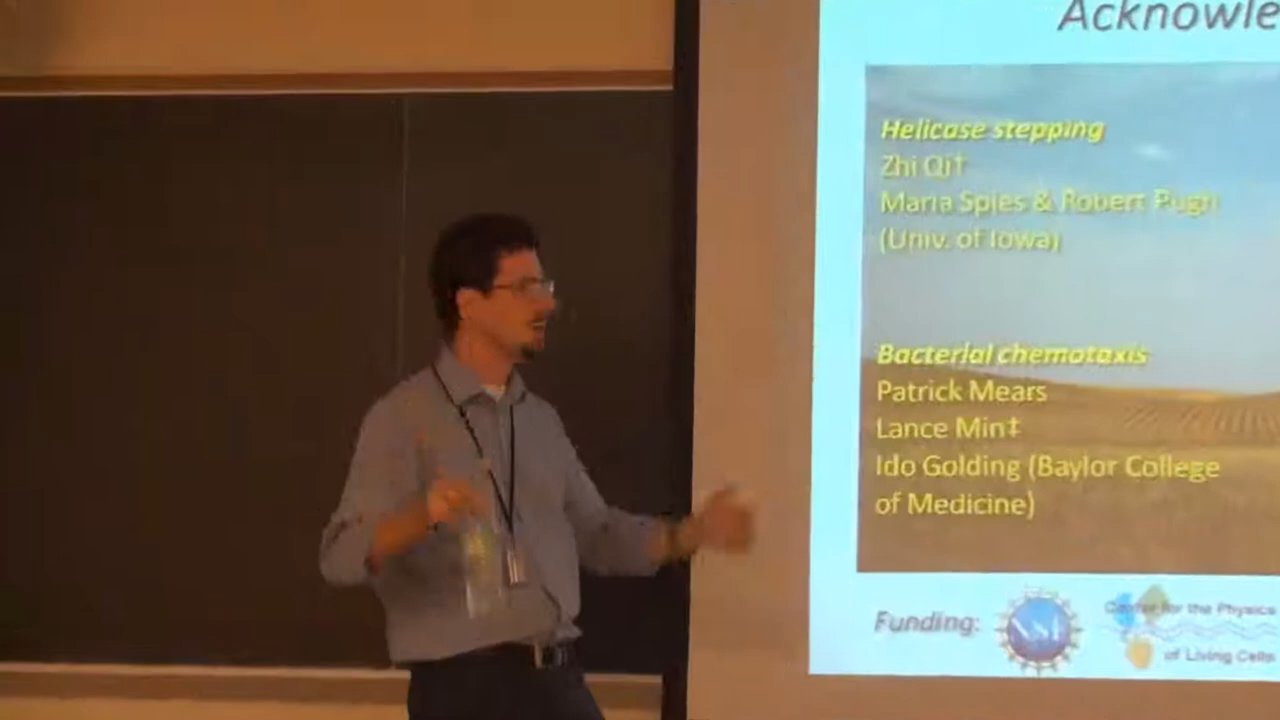 Acknowle
Helicase stepping
Zhi Qi†
Maria Spies & Robert Pugh
(Univ. of Iowa)
Bacterial chemotaxis
Patrick Mears
Lance Min‡
Ido Golding (Baylor College
of Medicine)
Funding:
NSF
Center for the Physics
of Living Cells